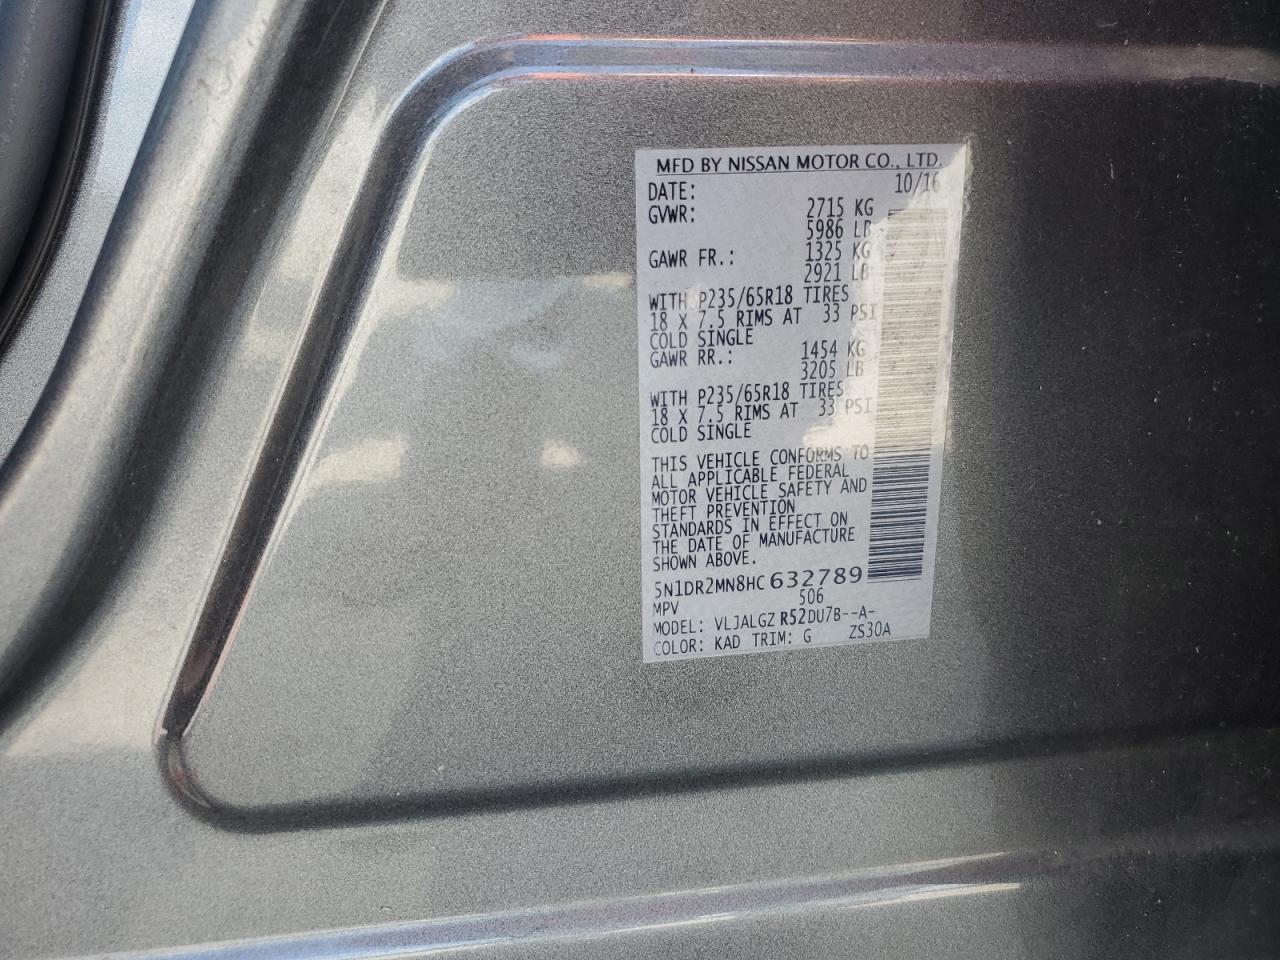 MFD BY NISSAN MOTOR CO., LTD.
DATE: 10/16
GVWR: 2715 KG
5986 LB
GAWR FR.: 1325 KG
2921 LB
WITH P235/65R18 TIRES
18 X 7.5 RIMS AT 33 PSI
COLD SINGLE
GAWR RR.: 1454 KG
3205 LB
WITH P235/65R18 TIRES
18 X 7.5 RIMS AT 33 PSI
COLD SINGLE
THIS VEHICLE CONFORMS TO
ALL APPLICABLE FEDERAL
MOTOR VEHICLE SAFETY AND
THEFT PREVENTION
STANDARDS IN EFFECT ON
THE DATE OF MANUFACTURE
SHOWN ABOVE.
5N1DR2MN8HC632789
MPV 506
MODEL: VLJALGZ R52DU7B--A-
COLOR: KAD TRIM: G ZS30A